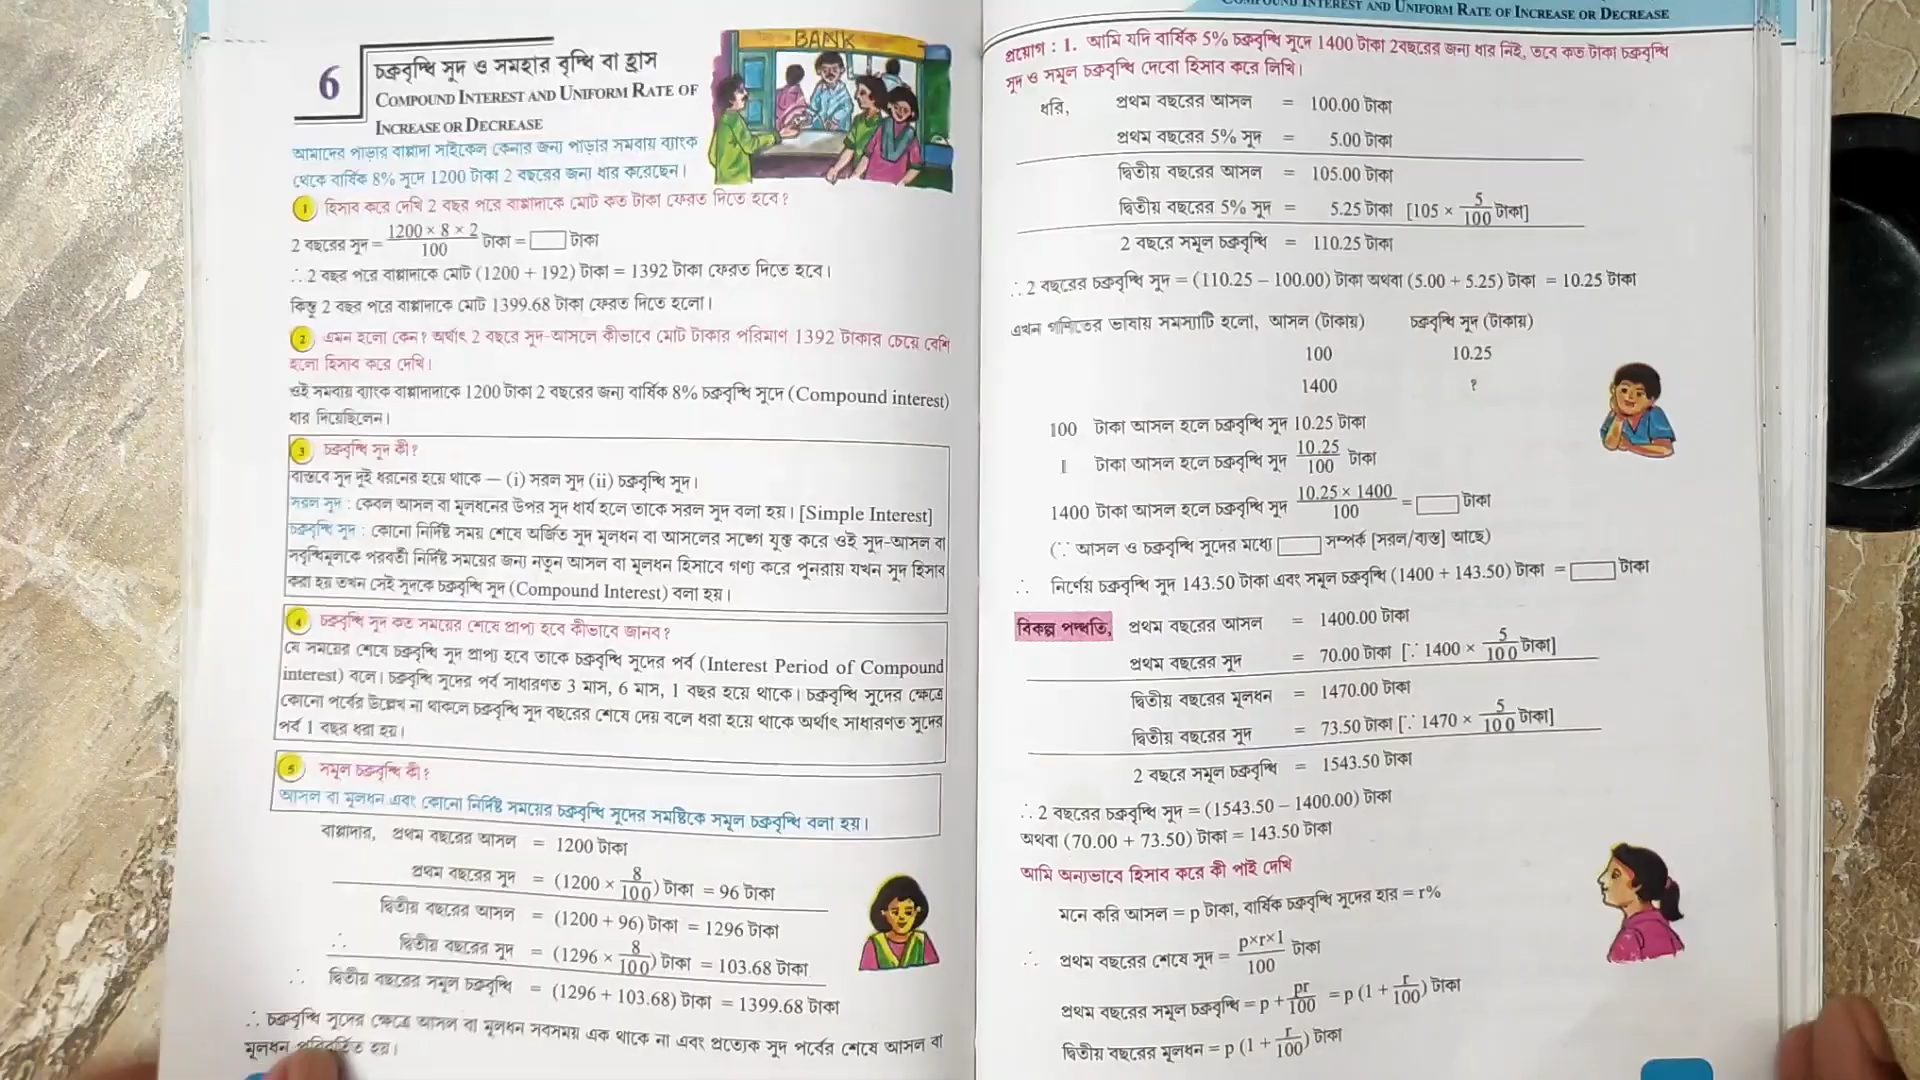 BANK
6
চক্রবৃদ্ধি সুদ ও সমহার বৃদ্ধি বা হ্রাস
COMPOUND INTEREST AND UNIFORM RATE OF
INCREASE OR DECREASE
আমাদের পাড়ার বাপ্পাদা সাইকেল কেনার জন্য পাড়ার সমবায় ব্যাংক
থেকে বার্ষিক 8% সুদে 1200 টাকা 2 বছরের জন্য ধার করেছেন।
1 হিসাব করে দেখি 2 বছর পরে বাপ্পাদাকে মোট কত টাকা ফেরত দিতে হবে?
2 বছরের সুদ = 1200 × 8 × 2 / 100 টাকা = টাকা
∴ 2 বছর পরে বাপ্পাদাকে মোট (1200 + 192) টাকা = 1392 টাকা ফেরত দিতে হবে।
কিন্তু 2 বছর পরে বাপ্পাদাকে মোট 1399.68 টাকা ফেরত দিতে হলো।
2 এমন হলো কেন? অর্থাৎ 2 বছরে সুদ-আসলে কীভাবে মোট টাকার পরিমাণ 1392 টাকার চেয়ে বেশি
হলো হিসাব করে দেখি।
ওই সমবায় ব্যাংক বাপ্পাদাদাকে 1200 টাকা 2 বছরের জন্য বার্ষিক 8% চক্রবৃদ্ধি সুদে (Compound interest)
ধার দিয়েছিলেন।
3 চক্রবৃদ্ধি সুদ কী?
বাস্তবে সুদ দুই ধরনের হয়ে থাকে — (i) সরল সুদ (ii) চক্রবৃদ্ধি সুদ।
সরল সুদ : কেবল আসল বা মূলধনের উপর সুদ ধার্য হলে তাকে সরল সুদ বলা হয়। [Simple Interest]
চক্রবৃদ্ধি সুদ : কোনো নির্দিষ্ট সময় শেষে অর্জিত সুদ মূলধন বা আসলের সঙ্গে যুক্ত করে ওই সুদ-আসল বা
সবৃদ্ধিমূলকে পরবর্তী নির্দিষ্ট সময়ের জন্য নতুন আসল বা মূলধন হিসাবে গণ্য করে পুনরায় যখন সুদ হিসাব
করা হয় তখন সেই সুদকে চক্রবৃদ্ধি সুদ (Compound Interest) বলা হয়।
4 চক্রবৃদ্ধি সুদ কত সময়ের শেষে প্রাপ্য হবে কীভাবে জানব?
যে সময়ের শেষে চক্রবৃদ্ধি সুদ প্রাপ্য হবে তাকে চক্রবৃদ্ধি সুদের পর্ব (Interest Period of Compound
interest) বলে। চক্রবৃদ্ধি সুদের পর্ব সাধারণত 3 মাস, 6 মাস, 1 বছর হয়ে থাকে। চক্রবৃদ্ধি সুদের ক্ষেত্রে
কোনো পর্বের উল্লেখ না থাকলে চক্রবৃদ্ধি সুদ বছরের শেষে দেয় বলে ধরা হয়ে থাকে অর্থাৎ সাধারণত সুদের
পর্ব 1 বছর ধরা হয়।
5 সমূল চক্রবৃদ্ধি কী?
আসল বা মূলধন এবং কোনো নির্দিষ্ট সময়ের চক্রবৃদ্ধি সুদের সমষ্টিকে সমূল চক্রবৃদ্ধি বলা হয়।
বাপ্পাদার, প্রথম বছরের আসল = 1200 টাকা
প্রথম বছরের সুদ = (1200 × 8/100) টাকা = 96 টাকা
দ্বিতীয় বছরের আসল = (1200 + 96) টাকা = 1296 টাকা
∴ দ্বিতীয় বছরের সুদ = (1296 × 8/100) টাকা = 103.68 টাকা
∴ দ্বিতীয় বছরের সমূল চক্রবৃদ্ধি = (1296 + 103.68) টাকা = 1399.68 টাকা
∴ চক্রবৃদ্ধি সুদের ক্ষেত্রে আসল বা মূলধন সবসময় এক থাকে না এবং প্রত্যেক সুদ পর্বের শেষে আসল বা
মূলধন পরিবর্তিত হয়।
COMPOUND INTEREST AND UNIFORM RATE OF INCREASE OR DECREASE
প্রয়োগ : 1. আমি যদি বার্ষিক 5% চক্রবৃদ্ধি সুদে 1400 টাকা 2 বছরের জন্য ধার নিই, তবে কত টাকা চক্রবৃদ্ধি
সুদ ও সমূল চক্রবৃদ্ধি দেবো হিসাব করে লিখি।
ধরি, প্রথম বছরের আসল = 100.00 টাকা
প্রথম বছরের 5% সুদ = 5.00 টাকা
দ্বিতীয় বছরের আসল = 105.00 টাকা
দ্বিতীয় বছরের 5% সুদ = 5.25 টাকা [105 × 5/100 টাকা]
2 বছরে সমূল চক্রবৃদ্ধি = 110.25 টাকা
∴ 2 বছরের চক্রবৃদ্ধি সুদ = (110.25 – 100.00) টাকা অথবা (5.00 + 5.25) টাকা = 10.25 টাকা
এখন গণিতের ভাষায় সমস্যাটি হলো, আসল (টাকায়) চক্রবৃদ্ধি সুদ (টাকায়)
100 10.25
1400 ?
100 টাকা আসল হলে চক্রবৃদ্ধি সুদ 10.25 টাকা
1 টাকা আসল হলে চক্রবৃদ্ধি সুদ 10.25/100 টাকা
1400 টাকা আসল হলে চক্রবৃদ্ধি সুদ 10.25 × 1400 / 100 = টাকা
(∵ আসল ও চক্রবৃদ্ধি সুদের মধ্যে সম্পর্ক [সরল/ব্যস্ত] আছে)
∴ নির্ণেয় চক্রবৃদ্ধি সুদ 143.50 টাকা এবং সমূল চক্রবৃদ্ধি (1400 + 143.50) টাকা = টাকা
বিকল্প পদ্ধতি, প্রথম বছরের আসল = 1400.00 টাকা
প্রথম বছরের সুদ = 70.00 টাকা [∵ 1400 × 5/100 টাকা]
দ্বিতীয় বছরের মূলধন = 1470.00 টাকা
দ্বিতীয় বছরের সুদ = 73.50 টাকা [∵ 1470 × 5/100 টাকা]
2 বছরে সমূল চক্রবৃদ্ধি = 1543.50 টাকা
∴ 2 বছরের চক্রবৃদ্ধি সুদ = (1543.50 – 1400.00) টাকা
অথবা (70.00 + 73.50) টাকা = 143.50 টাকা
আমি অন্যভাবে হিসাব করে কী পাই দেখি
মনে করি আসল = p টাকা, বার্ষিক চক্রবৃদ্ধি সুদের হার = r%
∴ প্রথম বছরের শেষে সুদ = p×r×1 / 100 টাকা
প্রথম বছরের সমূল চক্রবৃদ্ধি = p + pr/100 = p (1 + r/100) টাকা
দ্বিতীয় বছরের মূলধন = p (1 + r/100) টাকা